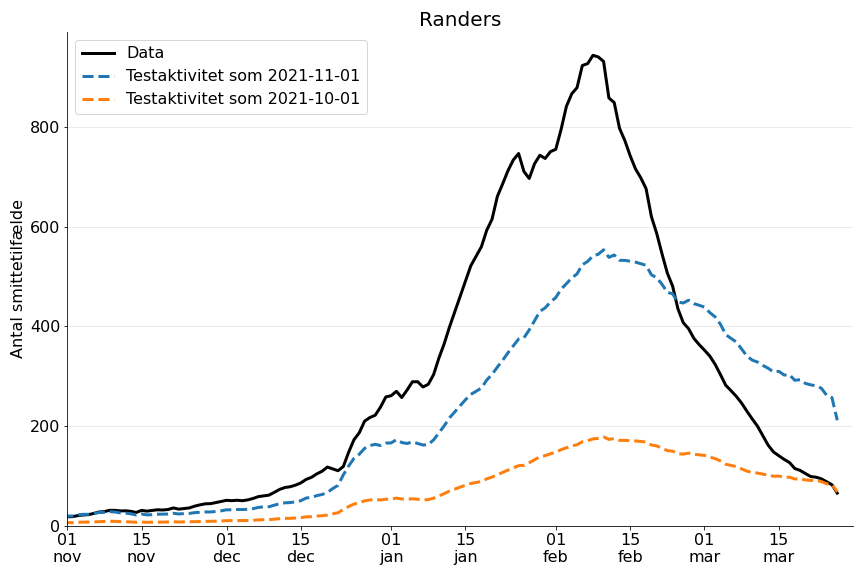 Randers
Data
Testaktivitet som 2021-11-01
Testaktivitet som 2021-10-01
Antal smittetilfælde
800
600
400
200
0
01 nov
15 nov
01 dec
15 dec
01 jan
15 jan
01 feb
15 feb
01 mar
15 mar